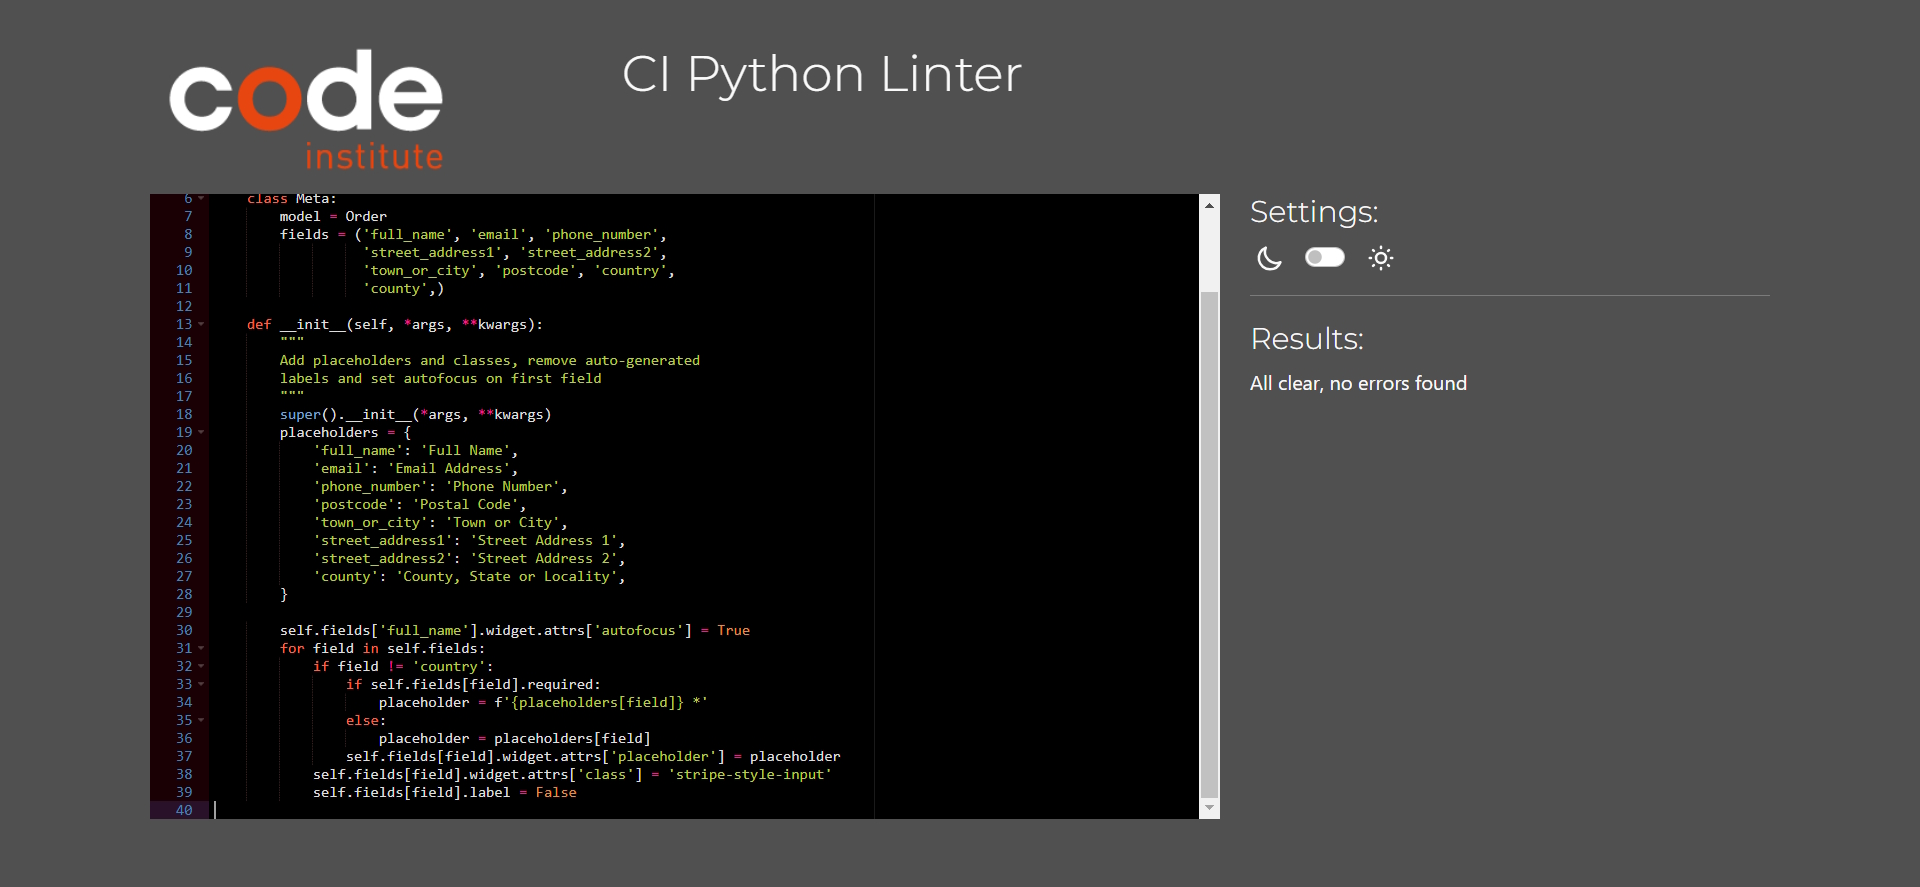 code
institute
CI Python Linter
6 class Meta:
7 model = Order
8 fields = ('full_name', 'email', 'phone_number',
9 'street_address1', 'street_address2',
10 'town_or_city', 'postcode', 'country',
11 'county',)
12
13 def __init__(self, *args, **kwargs):
14 """
15 Add placeholders and classes, remove auto-generated
16 labels and set autofocus on first field
17 """
18 super().__init__(*args, **kwargs)
19 placeholders = {
20 'full_name': 'Full Name',
21 'email': 'Email Address',
22 'phone_number': 'Phone Number',
23 'postcode': 'Postal Code',
24 'town_or_city': 'Town or City',
25 'street_address1': 'Street Address 1',
26 'street_address2': 'Street Address 2',
27 'county': 'County, State or Locality',
28 }
29
30 self.fields['full_name'].widget.attrs['autofocus'] = True
31 for field in self.fields:
32 if field != 'country':
33 if self.fields[field].required:
34 placeholder = f'{placeholders[field]} *'
35 else:
36 placeholder = placeholders[field]
37 self.fields[field].widget.attrs['placeholder'] = placeholder
38 self.fields[field].widget.attrs['class'] = 'stripe-style-input'
39 self.fields[field].label = False
40
Settings:
Results:
All clear, no errors found